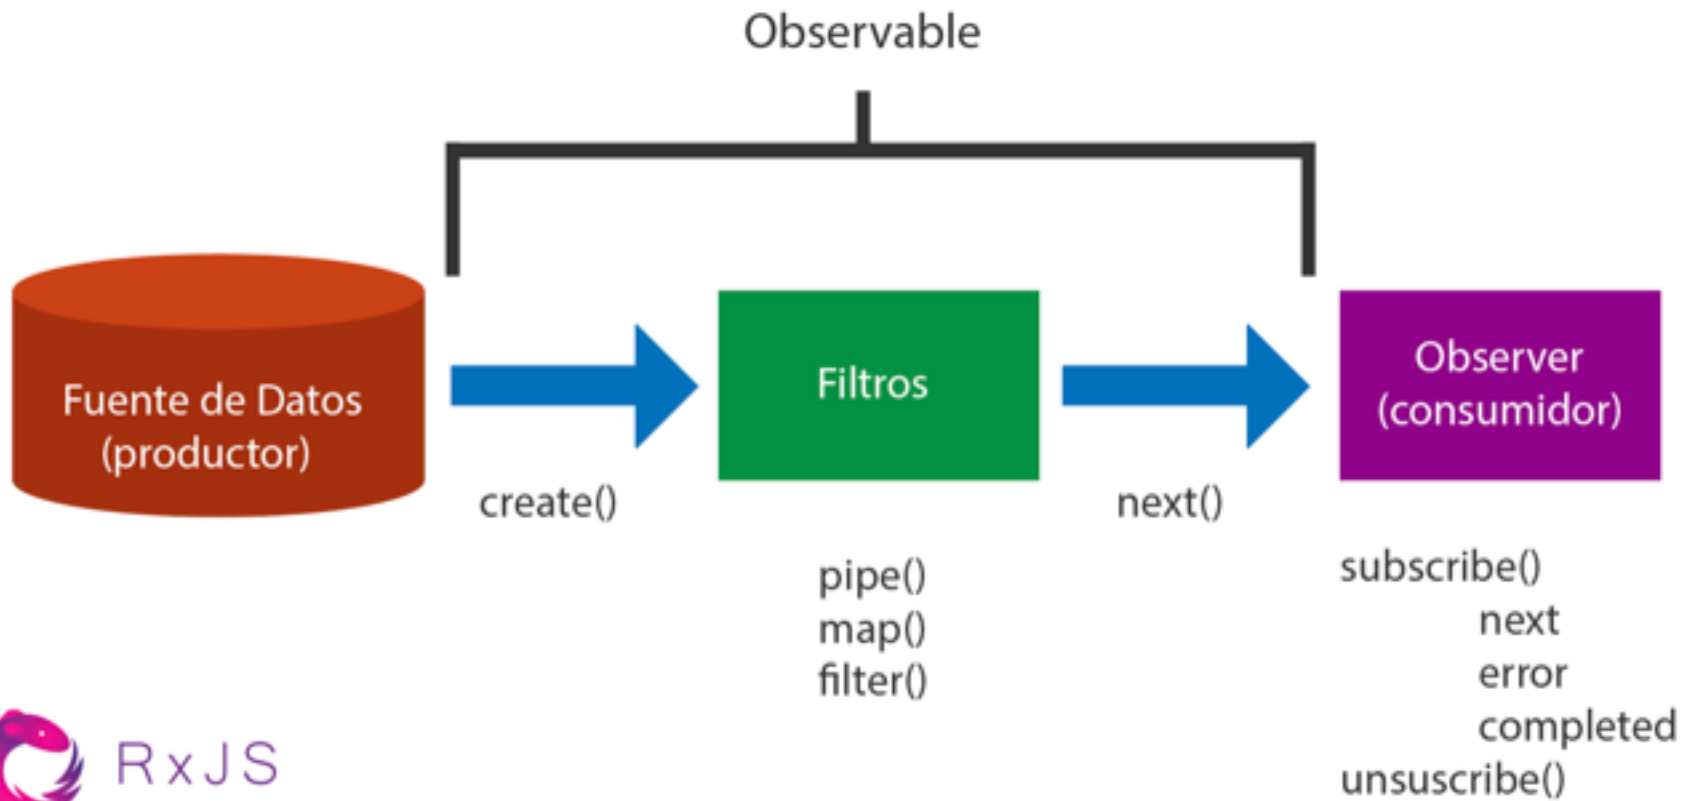 Observable
Fuente de Datos
(productor)
create()
Filtros
pipe()
map()
filter()
next()
Observer
(consumidor)
subscribe()
next
error
completed
unsuscribe()
RxJS